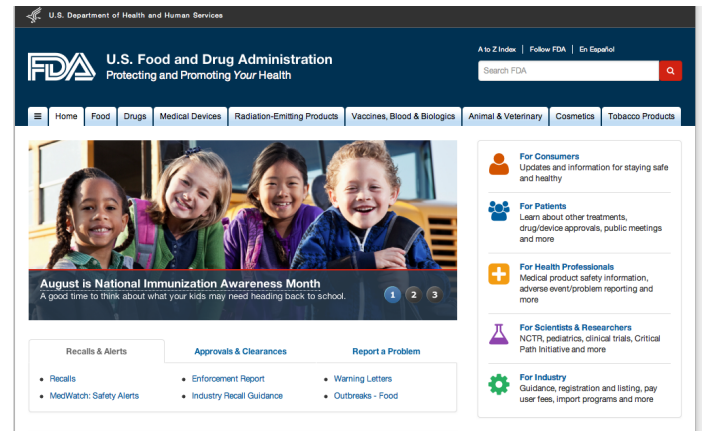 U.S. Department of Health and Human Services
A to Z Index | Follow FDA | En Español
FDA
U.S. Food and Drug Administration
Protecting and Promoting Your Health
Search FDA
Home Food Drugs Medical Devices Radiation-Emitting Products Vaccines, Blood & Biologics Animal & Veterinary Cosmetics Tobacco Products
August is National Immunization Awareness Month
A good time to think about what your kids may need heading back to school.
1 2 3
For Consumers
Updates and information for staying safe
and healthy
For Patients
Learn about other treatments,
drug/device approvals, public meetings
and more
For Health Professionals
Medical product safety information,
adverse event/problem reporting and
more
For Scientists & Researchers
NCTR, pediatrics, clinical trials, Critical
Path Initiative and more
For Industry
Guidance, registration and listing, pay
user fees, import programs and more
Recalls & Alerts Approvals & Clearances Report a Problem
• Recalls • Enforcement Report • Warning Letters
• MedWatch: Safety Alerts • Industry Recall Guidance • Outbreaks - Food